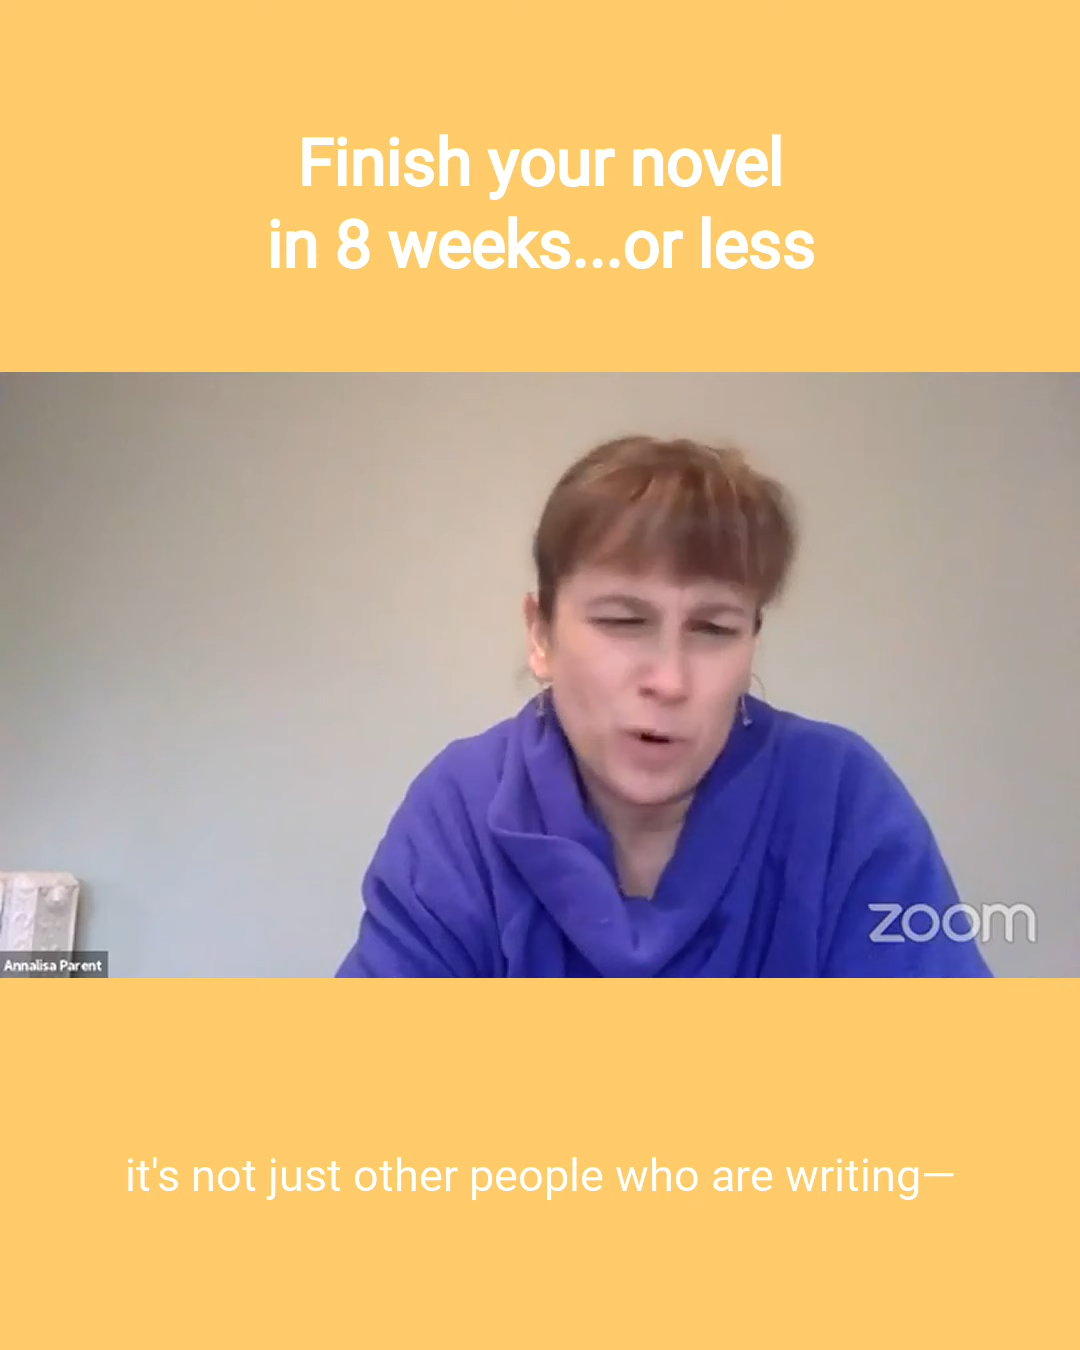 Finish your novel
in 8 weeks...or less
zoom
Annalisa Parent
it's not just other people who are writing—